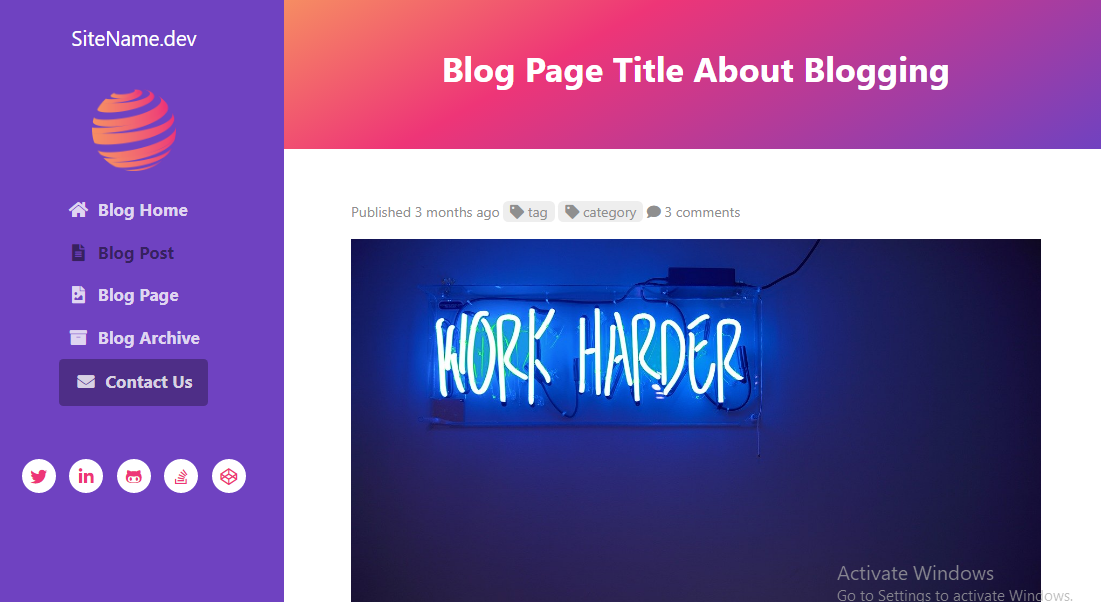 SiteName.dev
Blog Home
Blog Post
Blog Page
Blog Archive
Contact Us
in
Blog Page Title About Blogging
Published 3 months ago tag category 3 comments
WORK HARDER
Activate Windows
Go to Settings to activate Windows.